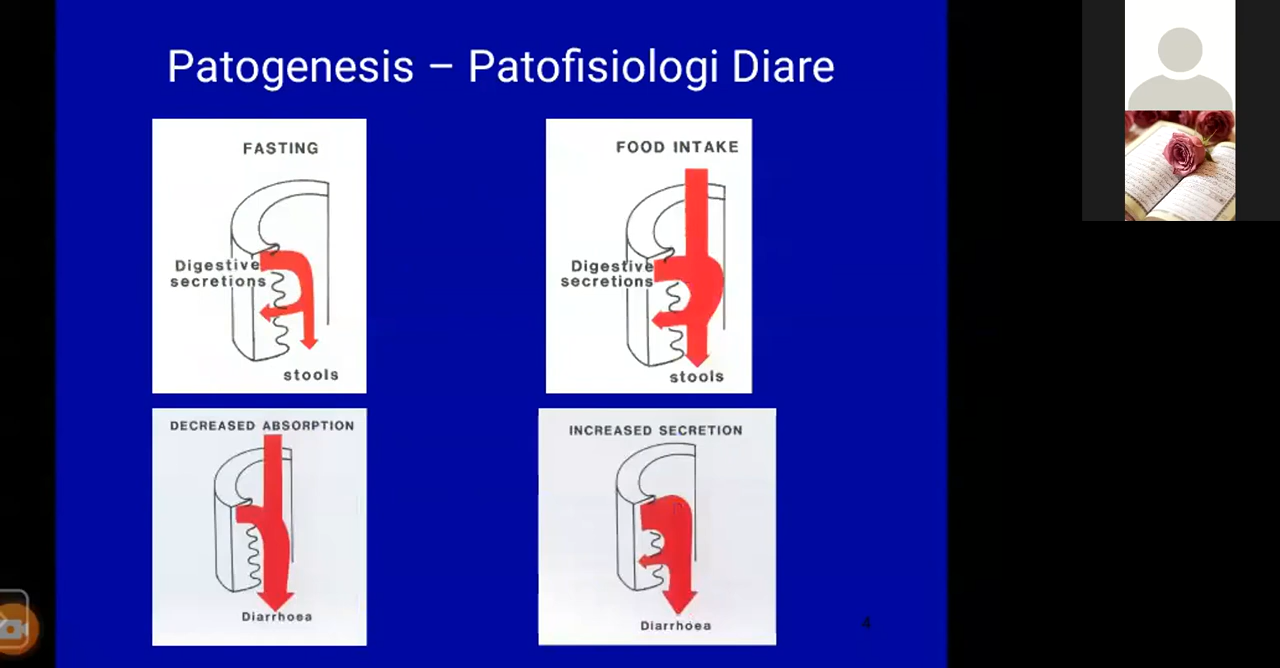 Patogenesis – Patofisiologi Diare
FASTING
Digestive
secretions
stools
FOOD INTAKE
Digestive
secretions
stools
DECREASED ABSORPTION
Diarrhoea
INCREASED SECRETION
Diarrhoea
4